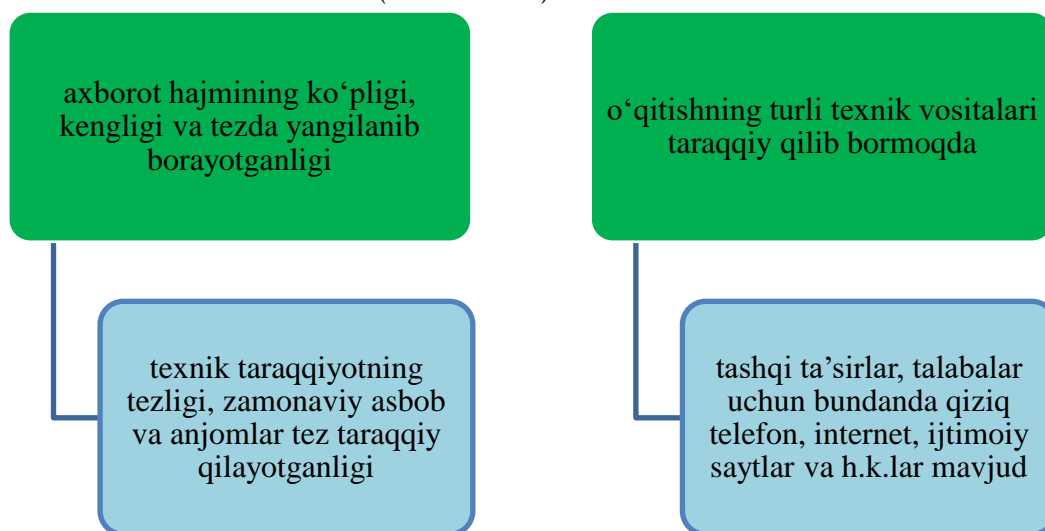 axborot hajmining ko‘pligi,
kengligi va tezda yangilanib
borayotganligi
texnik taraqqiyotning
tezligi, zamonaviy asbob
va anjomlar tez taraqqiy
qilayotganligi
o‘qitishning turli texnik vositalari
taraqqiy qilib bormoqda
tashqi ta’sirlar, talabalar
uchun bundanda qiziq
telefon, internet, ijtimoiy
saytlar va h.k.lar mavjud